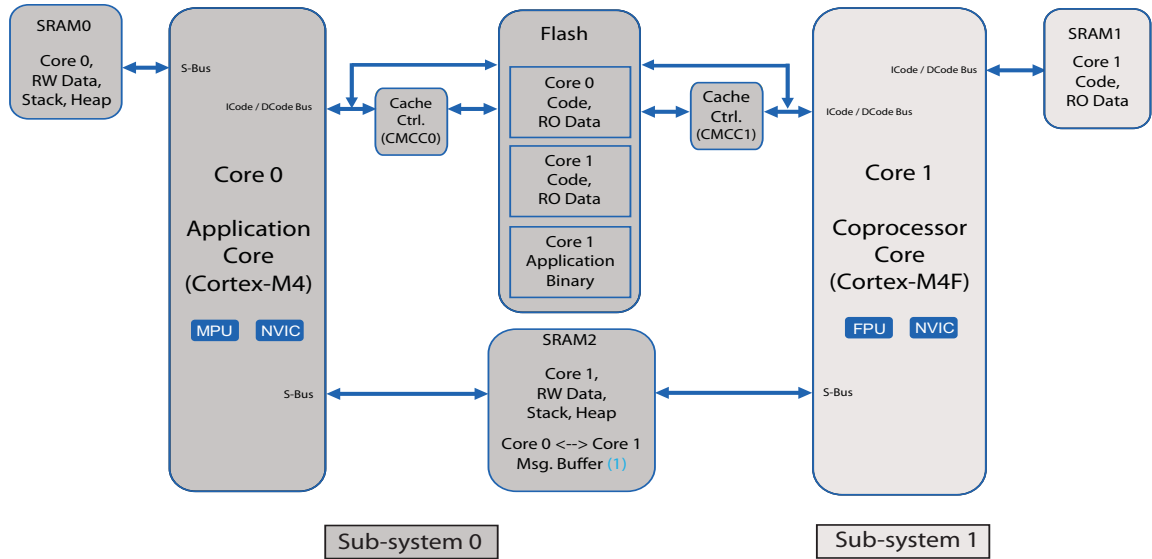 SRAM0
Core 0,
RW Data,
Stack, Heap
S-Bus
ICode / DCode Bus
Core 0
Application
Core
(Cortex-M4)
MPU
NVIC
S-Bus
Cache
Ctrl.
(CMCC0)
Flash
Core 0
Code,
RO Data
Core 1
Code,
RO Data
Core 1
Application
Binary
SRAM2
Core 1,
RW Data,
Stack, Heap
Core 0 <--> Core 1
Msg. Buffer (1)
Cache
Ctrl.
(CMCC1)
ICode / DCode Bus
ICode / DCode Bus
Core 1
Coprocessor
Core
(Cortex-M4F)
FPU
NVIC
S-Bus
SRAM1
Core 1
Code,
RO Data
Sub-system 0
Sub-system 1